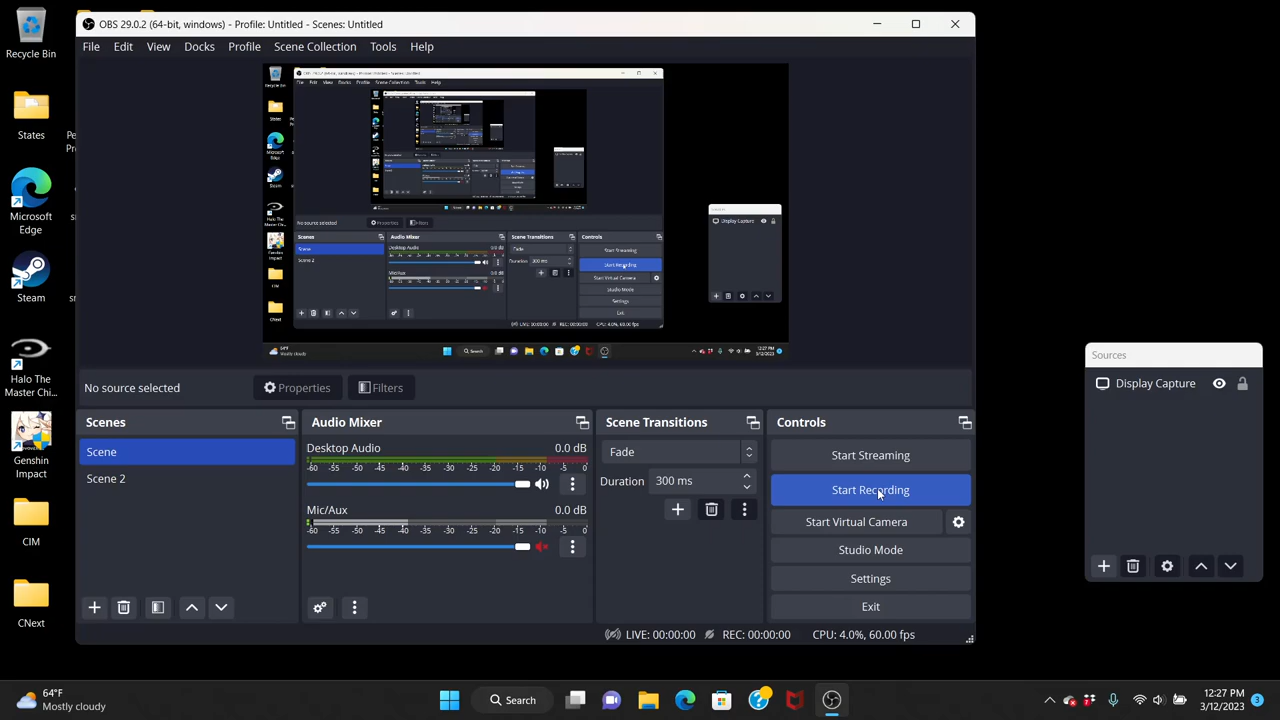 OBS 29.0.2 (64-bit, windows) - Profile: Untitled - Scenes: Untitled
File Edit View Docks Profile Scene Collection Tools Help
Recycle Bin
States
Microsoft Edge
Steam
Halo The Master Chi...
Genshin Impact
CIM
CNext
No source selected
Properties
Filters
Scenes
Scene
Scene 2
Audio Mixer
Desktop Audio 0.0 dB
-60 -55 -50 -45 -40 -35 -30 -25 -20 -15 -10 -5 0
Mic/Aux 0.0 dB
-60 -55 -50 -45 -40 -35 -30 -25 -20 -15 -10 -5 0
Scene Transitions
Fade
Duration 300 ms
Controls
Start Streaming
Start Recording
Start Virtual Camera
Studio Mode
Settings
Exit
LIVE: 00:00:00 REC: 00:00:00 CPU: 4.0%, 60.00 fps
Sources
Display Capture
64°F
Mostly cloudy
Search
12:27 PM
3/12/2023
3